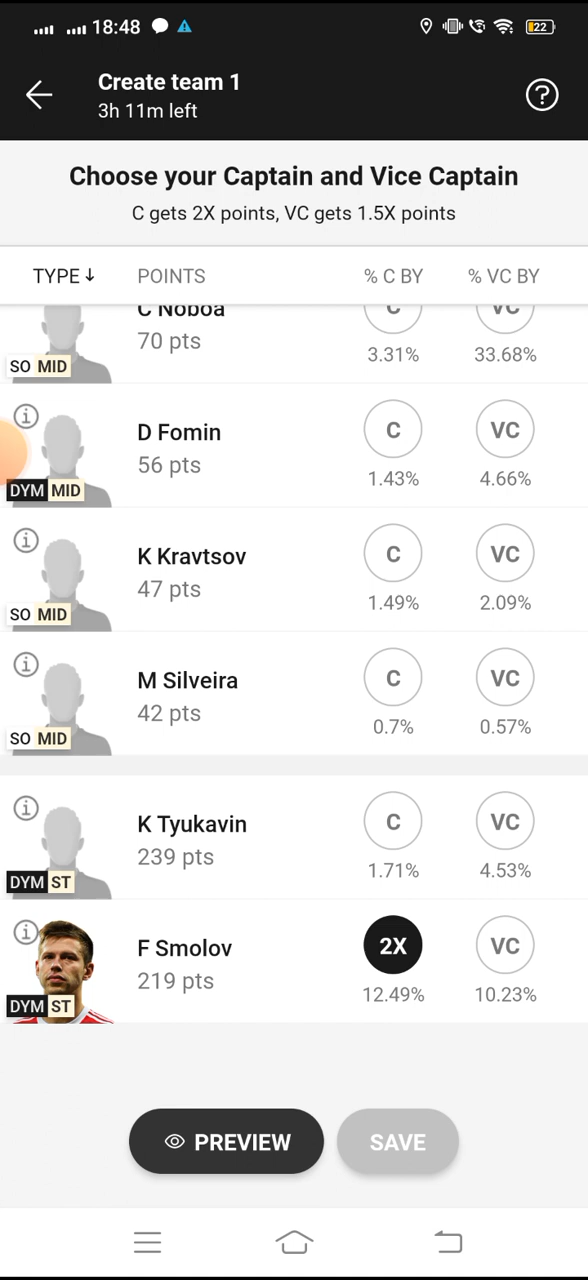 18:48
22
Create team 1
3h 11m left
?
Choose your Captain and Vice Captain
C gets 2X points, VC gets 1.5X points
TYPE↓ POINTS % C BY % VC BY
C Noboa C VC
70 pts
SO MID 3.31% 33.68%
D Fomin C VC
56 pts
DYM MID 1.43% 4.66%
K Kravtsov C VC
47 pts
SO MID 1.49% 2.09%
M Silveira C VC
42 pts
SO MID 0.7% 0.57%
K Tyukavin C VC
239 pts
DYM ST 1.71% 4.53%
F Smolov 2X VC
219 pts
DYM ST 12.49% 10.23%
PREVIEW SAVE